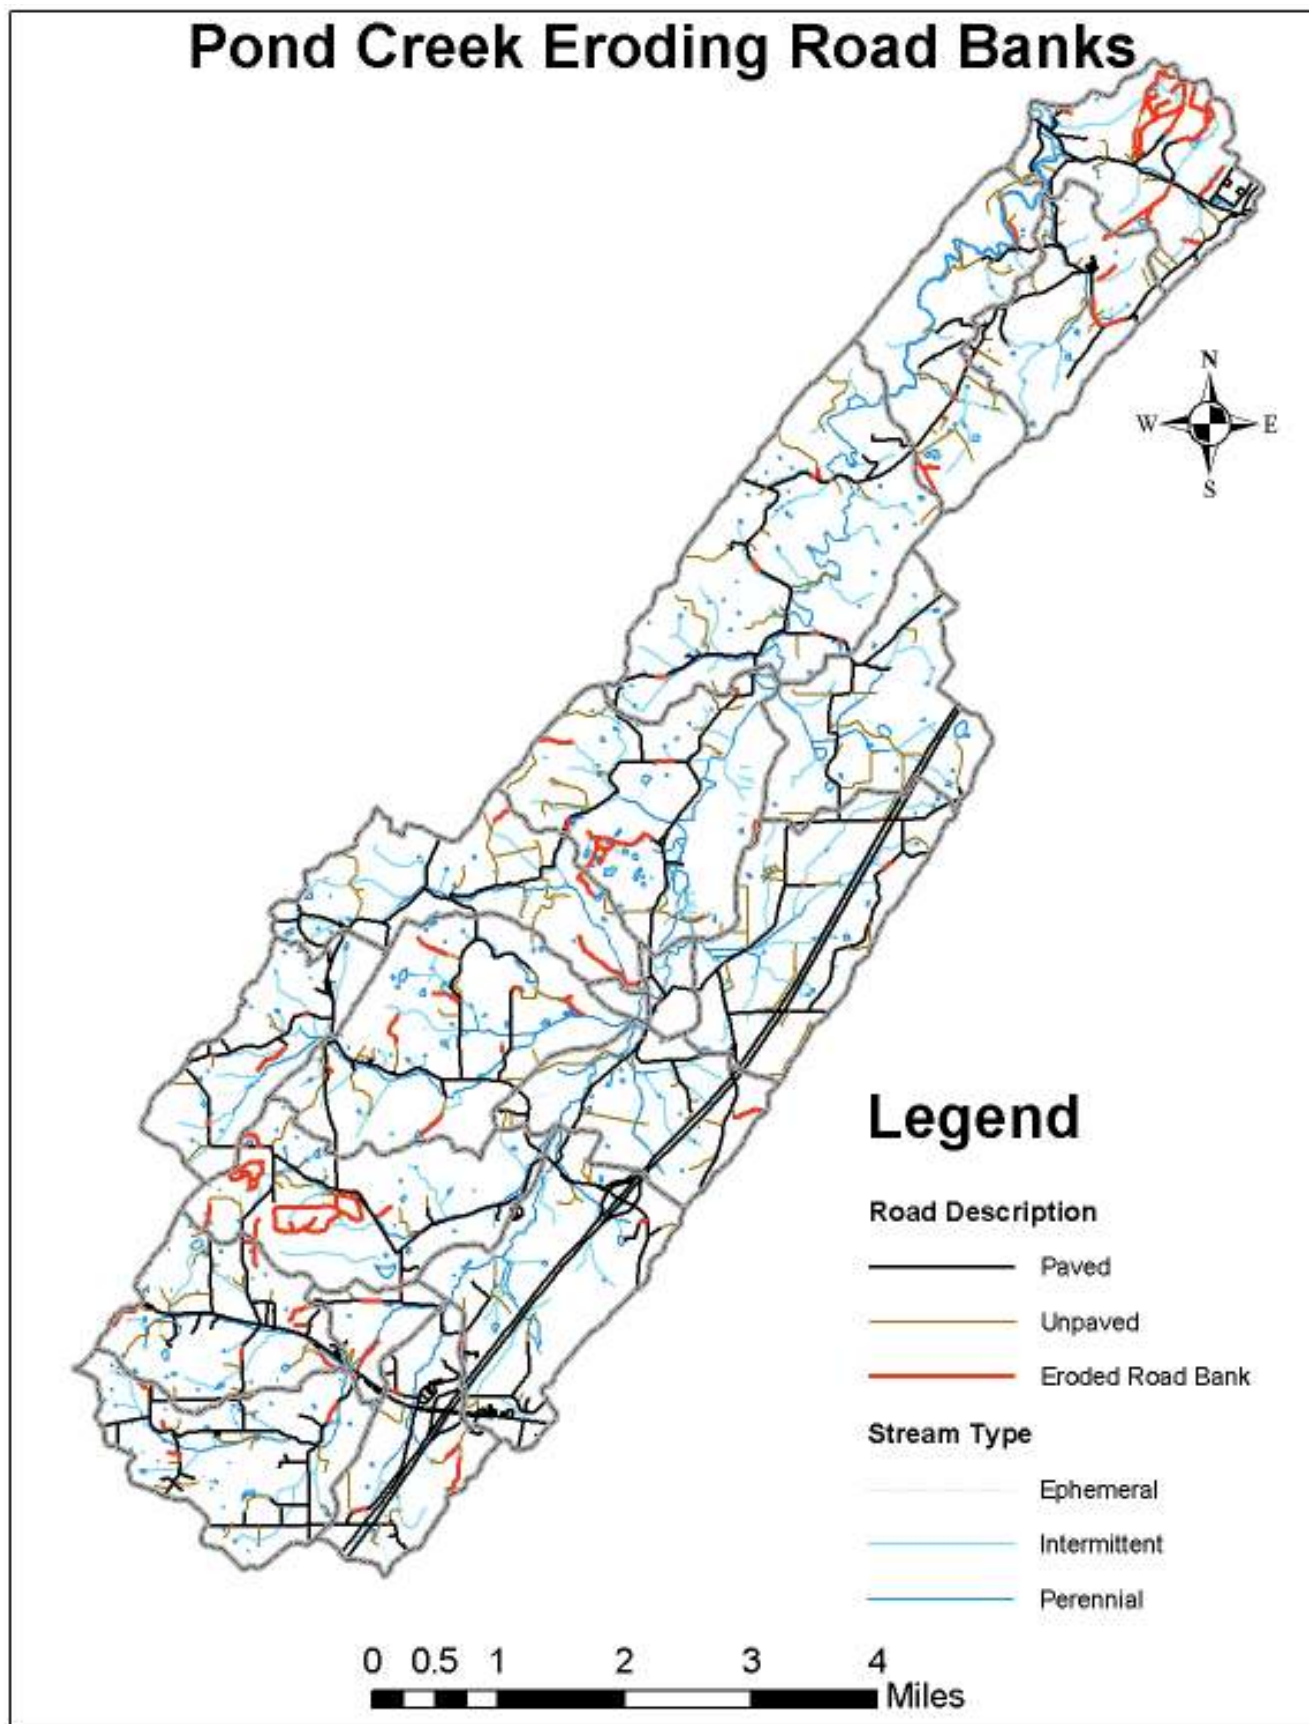 Pond Creek Eroding Road Banks
N
W E
S
Legend
Road Description
Paved
Unpaved
Eroded Road Bank
Stream Type
Ephemeral
Intermittent
Perennial
0 0.5 1 2 3 4
Miles